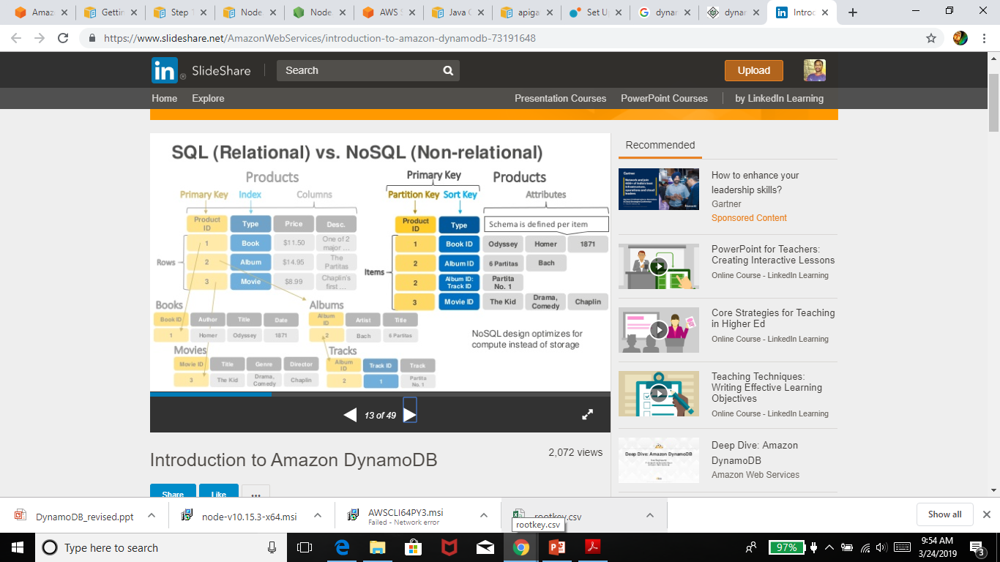 Amaz
Gettin
Step
Node
Node.
AWS
Java
apiga
Set U
dynar
dynar
Introd
https://www.slideshare.net/AmazonWebServices/introduction-to-amazon-dynamodb-73191648
in SlideShare
Search
Upload
Home
Explore
Presentation Courses
PowerPoint Courses
by LinkedIn Learning
SQL (Relational) vs. NoSQL (Non-relational)
Products
Primary Key
Index
Columns
Product ID
Type
Price
Desc.
1
Book
$11.50
One of 2 major ...
Rows
2
Album
$14.95
The Partitas
3
Movie
$8.99
Chaplin's first ...
Books
Book ID
Author
Title
Date
1
Homer
Odyssey
1871
Albums
Album ID
Artist
Title
2
Bach
6 Partitas
Movies
Movie ID
Title
Genre
Director
3
The Kid
Drama, Comedy
Chaplin
Tracks
Album ID
Track ID
Track
2
1
Partita No. 1
Primary Key
Products
Partition Key
Sort Key
Attributes
Product ID
Type
Schema is defined per item
Items
1
Book ID
Odyssey
Homer
1871
2
Album ID
6 Partitas
Bach
2
Album ID: Track ID
Partita No. 1
3
Movie ID
The Kid
Drama, Comedy
Chaplin
NoSQL design optimizes for
compute instead of storage
13 of 49
Introduction to Amazon DynamoDB
2,072 views
Share
Like
Recommended
How to enhance your
leadership skills?
Gartner
Sponsored Content
PowerPoint for Teachers:
Creating Interactive Lessons
Online Course - LinkedIn Learning
Core Strategies for Teaching
in Higher Ed
Online Course - LinkedIn Learning
Teaching Techniques:
Writing Effective Learning
Objectives
Online Course - LinkedIn Learning
Deep Dive: Amazon DynamoDB
Deep Dive: Amazon
DynamoDB
Amazon Web Services
DynamoDB_revised.ppt
node-v10.15.3-x64.msi
AWSCLI64PY3.msi
Failed - Network error
rootkey.csv
rootkey.csv
Show all
Type here to search
97%
9:54 AM
3/24/2019
3